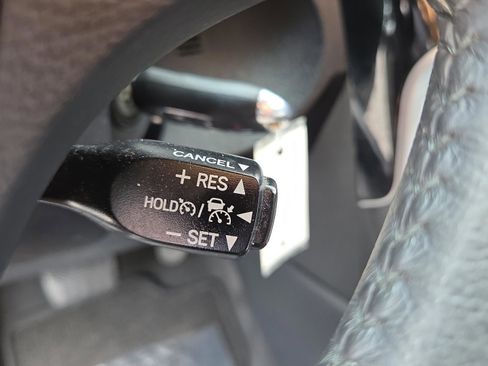 CANCEL ▼
+ RES ▲
HOLD / ◀
− SET ▼